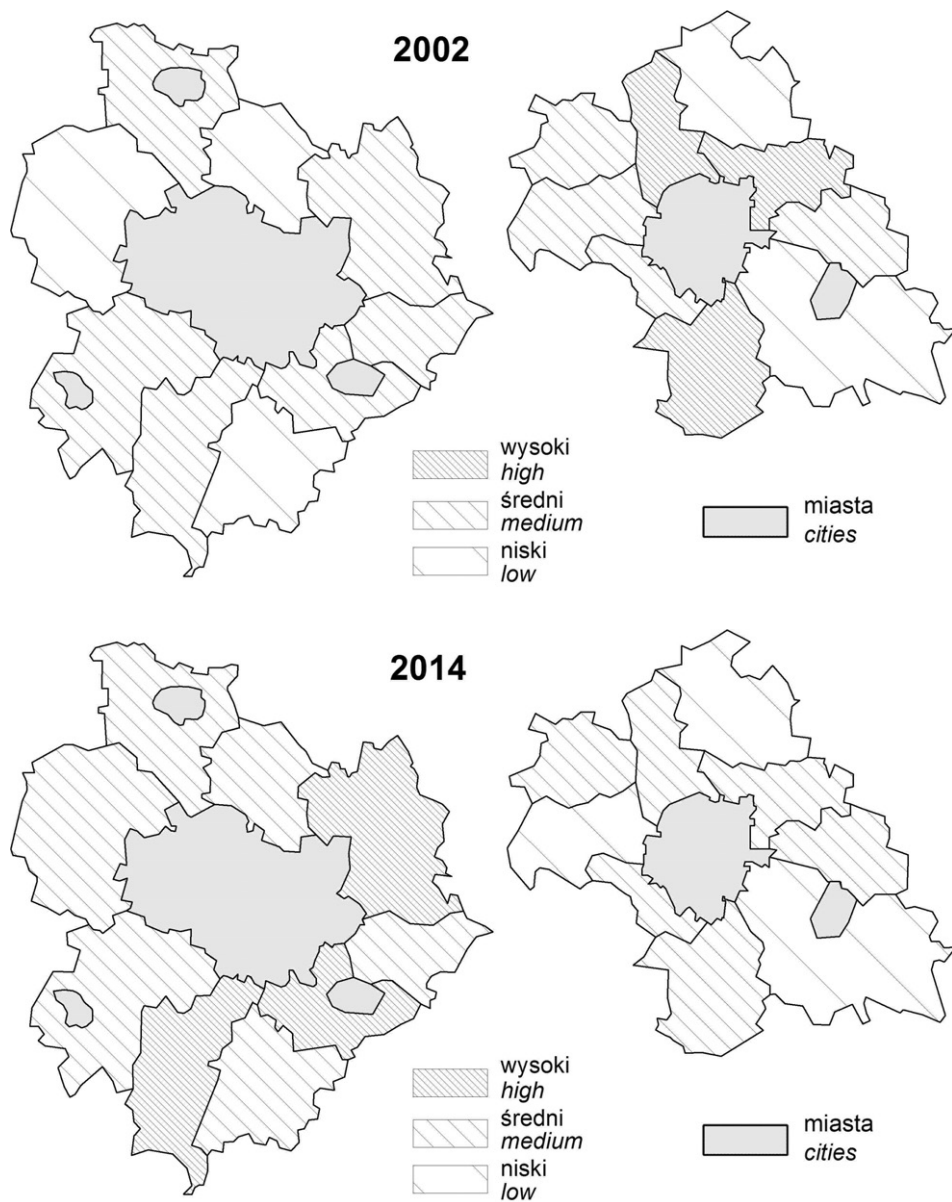 2002
wysoki
high
średni
medium
niski
low
miasta
cities
2014
wysoki
high
średni
medium
niski
low
miasta
cities